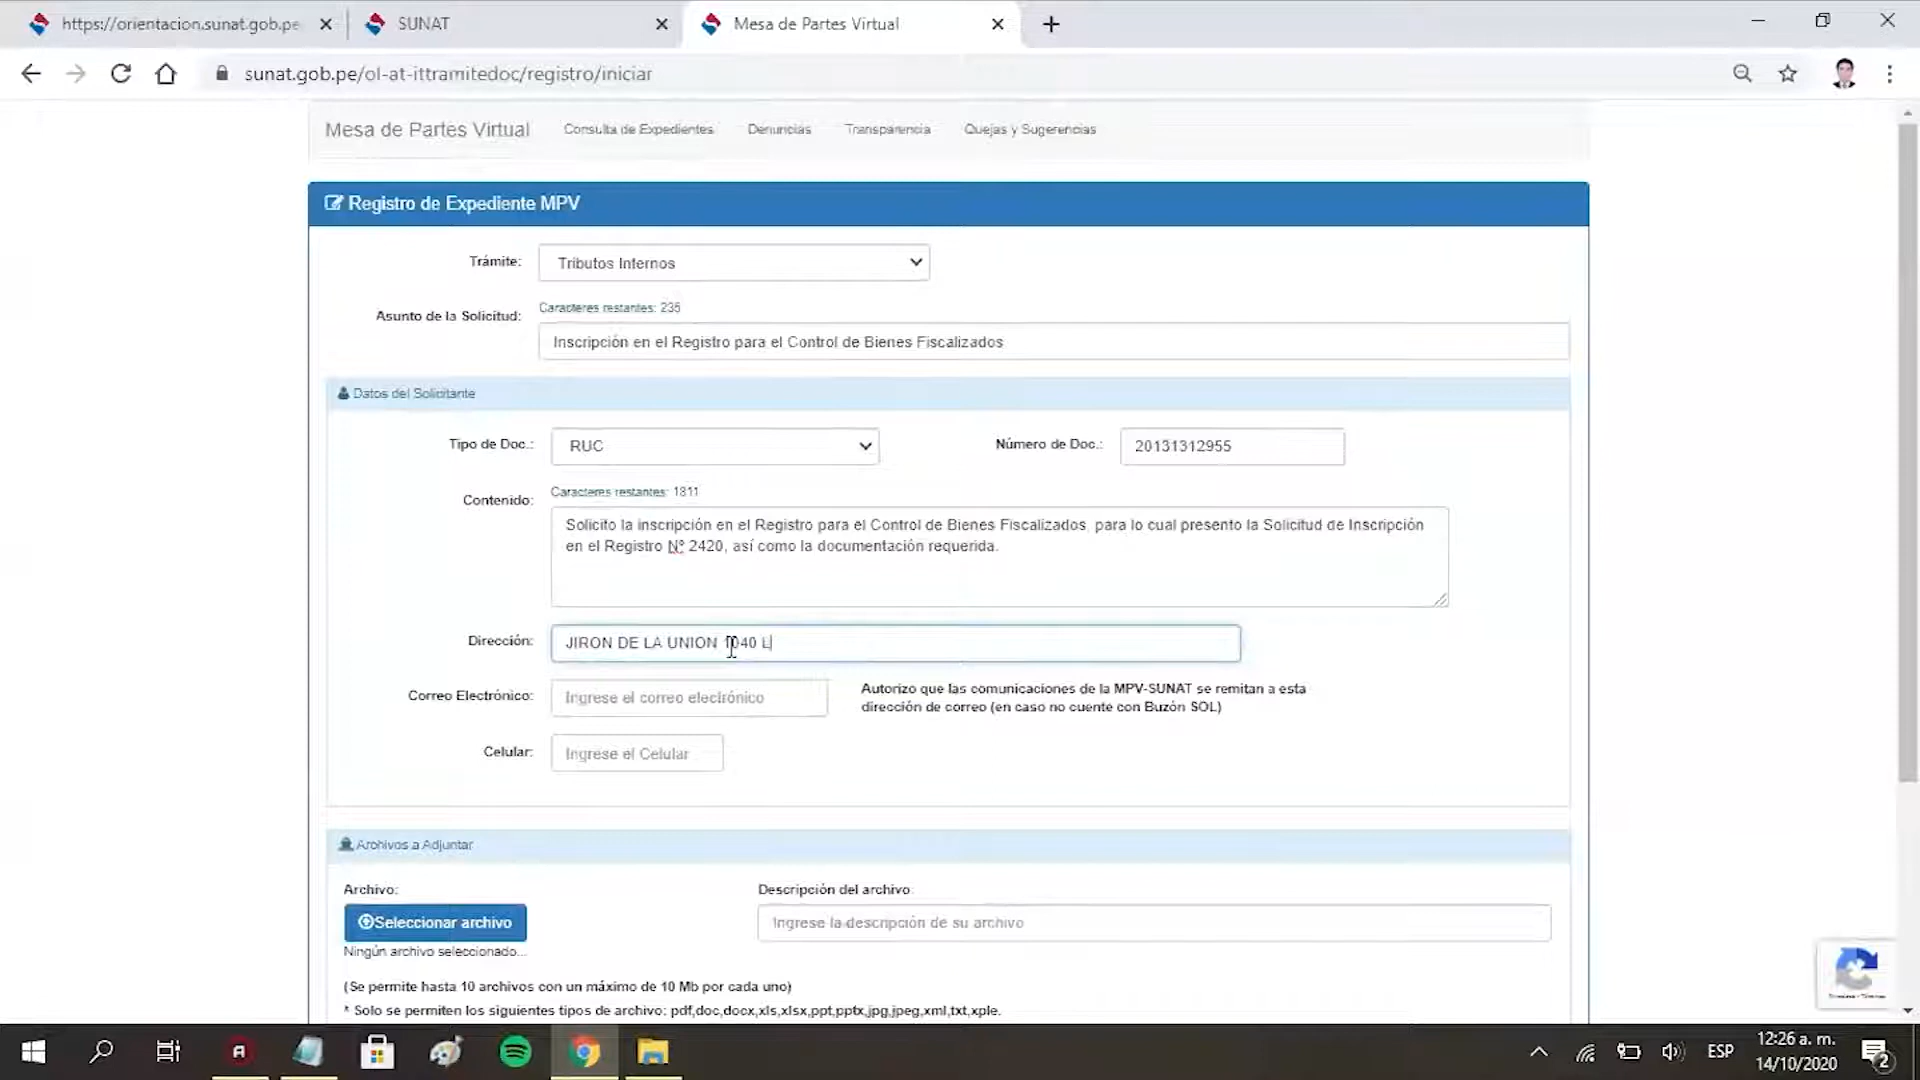 https://orientacion.sunat.gob.pe
SUNAT
Mesa de Partes Virtual
sunat.gob.pe/ol-at-ittramitedoc/registro/iniciar
Mesa de Partes Virtual
Consulta de Expedientes
Denuncias
Transparencia
Quejas y Sugerencias
Registro de Expediente MPV
Trámite:
Tributos Internos
Caracteres restantes: 235
Asunto de la Solicitud:
Inscripción en el Registro para el Control de Bienes Fiscalizados
Datos del Solicitante
Tipo de Doc.:
RUC
Número de Doc.:
20131312955
Caracteres restantes: 1811
Contenido:
Solicito la inscripción en el Registro para el Control de Bienes Fiscalizados, para lo cual presento la Solicitud de Inscripción
en el Registro Nº 2420, así como la documentación requerida.
Dirección:
JIRON DE LA UNION 1040 L
Correo Electrónico:
Ingrese el correo electrónico
Autorizo que las comunicaciones de la MPV-SUNAT se remitan a esta
dirección de correo (en caso no cuente con Buzón SOL)
Celular:
Ingrese el Celular
Archivos a Adjuntar
Archivo:
Descripción del archivo:
Seleccionar archivo
Ingrese la descripción de su archivo
Ningún archivo seleccionado...
(Se permite hasta 10 archivos con un máximo de 10 Mb por cada uno)
* Solo se permiten los siguientes tipos de archivo: pdf,doc,docx,xls,xlsx,ppt,pptx,jpg,jpeg,xml,txt,xple.
ESP
12:26 a. m.
14/10/2020
2